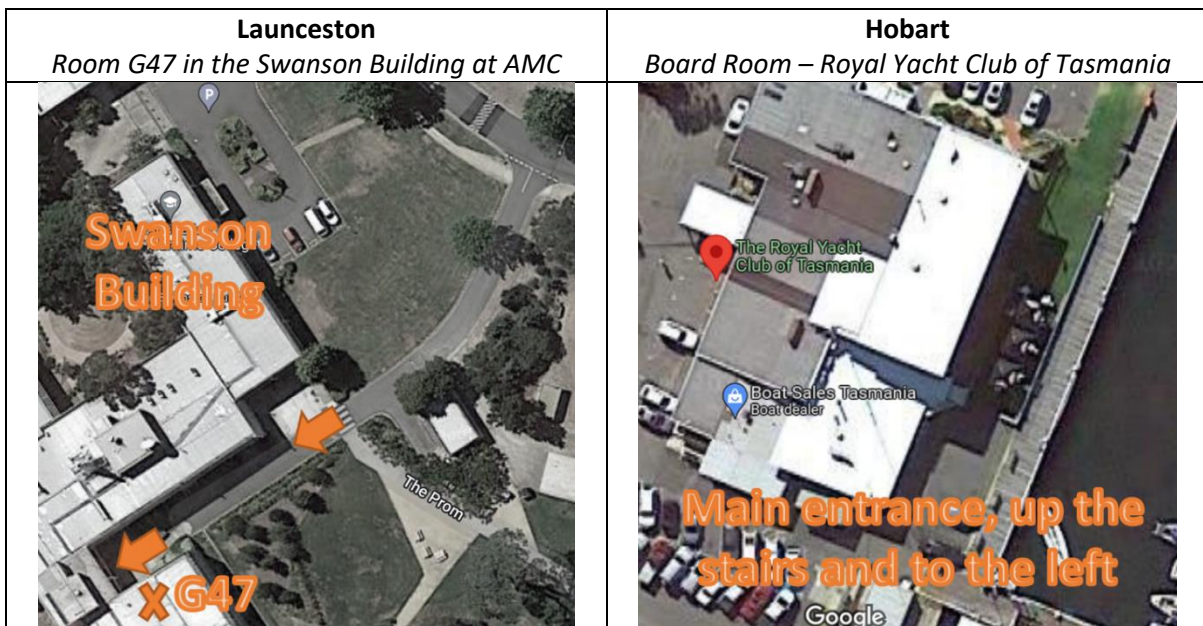 Launceston
Room G47 in the Swanson Building at AMC
Hobart
Board Room – Royal Yacht Club of Tasmania
P
Swanson
Building
The Prom
X G47
The Royal Yacht
Club of Tasmania
Boat Sales Tasmania
Boat dealer
Main entrance, up the
stairs and to the left
Google